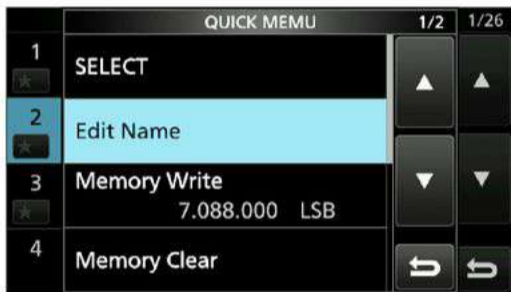 QUICK MEMU 1/2 1/26
1
SELECT
2
Edit Name
3
Memory Write
7.088.000 LSB
4
Memory Clear